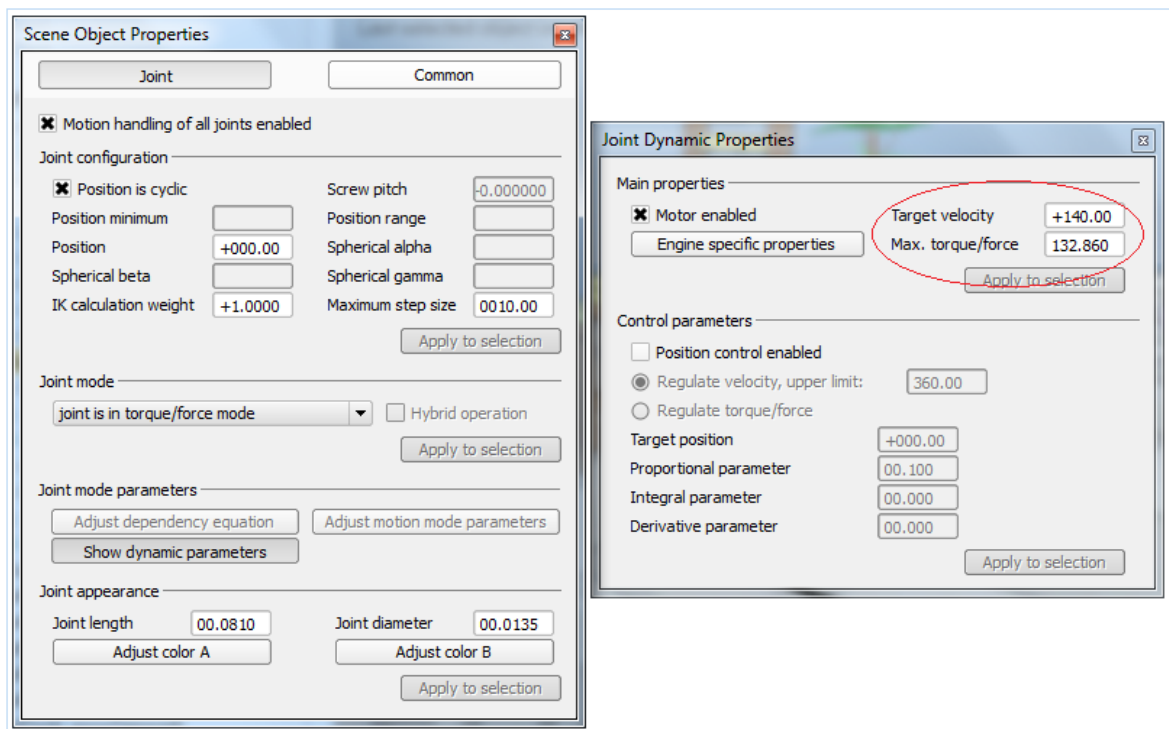 Scene Object Properties
Joint
Common
Motion handling of all joints enabled
Joint configuration
Position is cyclic
Screw pitch -0.000000
Position minimum
Position range
Position +000.00
Spherical alpha
Spherical beta
Spherical gamma
IK calculation weight +1.0000
Maximum step size 0010.00
Apply to selection
Joint mode
joint is in torque/force mode
Hybrid operation
Apply to selection
Joint mode parameters
Adjust dependency equation
Adjust motion mode parameters
Show dynamic parameters
Joint appearance
Joint length 00.0810
Joint diameter 00.0135
Adjust color A
Adjust color B
Apply to selection
Joint Dynamic Properties
Main properties
Motor enabled
Target velocity +140.00
Engine specific properties
Max. torque/force 132.860
Apply to selection
Control parameters
Position control enabled
Regulate velocity, upper limit: 360.00
Regulate torque/force
Target position +000.00
Proportional parameter 00.100
Integral parameter 00.000
Derivative parameter 00.000
Apply to selection